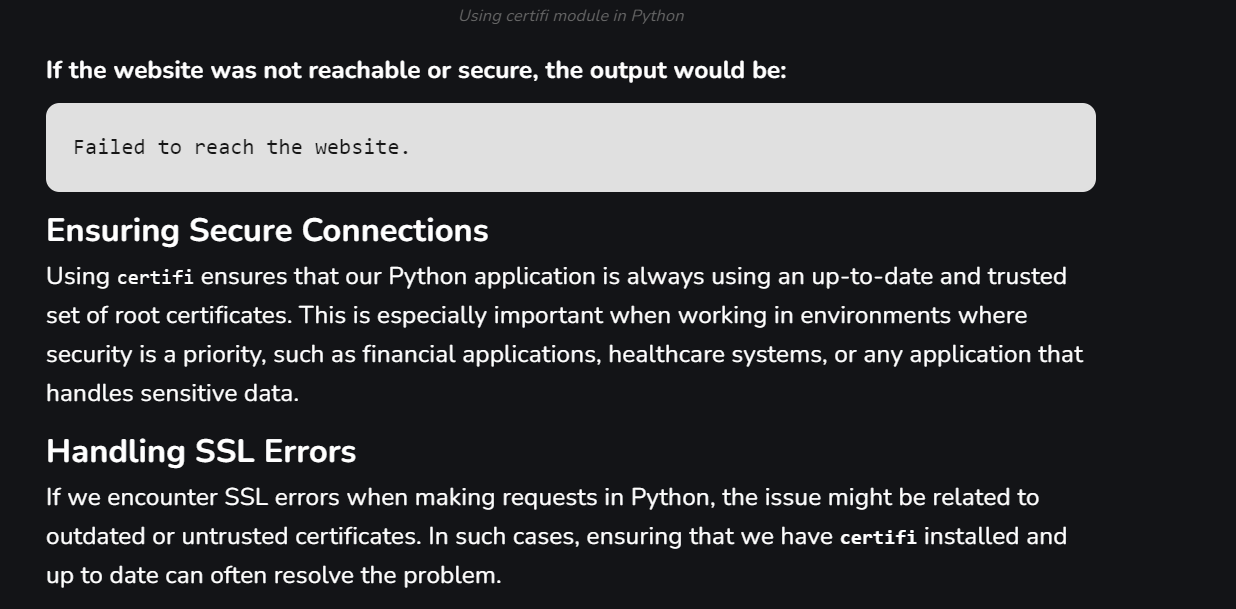 Using certifi module in Python
If the website was not reachable or secure, the output would be:
Failed to reach the website.
Ensuring Secure Connections
Using certifi ensures that our Python application is always using an up-to-date and trusted
set of root certificates. This is especially important when working in environments where
security is a priority, such as financial applications, healthcare systems, or any application that
handles sensitive data.
Handling SSL Errors
If we encounter SSL errors when making requests in Python, the issue might be related to
outdated or untrusted certificates. In such cases, ensuring that we have certifi installed and
up to date can often resolve the problem.